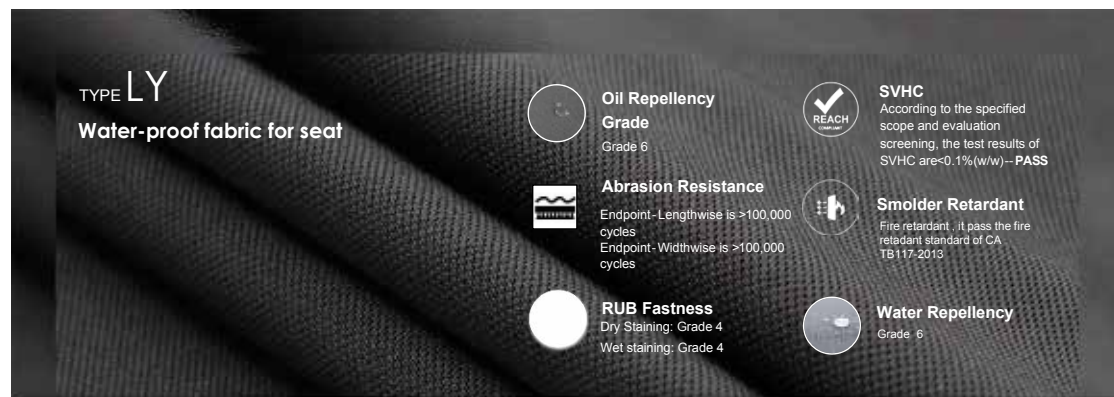 TYPE LY
Water-proof fabric for seat
Oil Repellency
Grade
Grade 6
Abrasion Resistance
Endpoint-Lengthwise is >100,000
cycles
Endpoint-Widthwise is >100,000
cycles
RUB Fastness
Dry Staining: Grade 4
Wet staining: Grade 4
REACH
COMPLIANT
SVHC
According to the specified
scope and evaluation
screening, the test results of
SVHC are<0.1%(w/w)--PASS
Smolder Retardant
Fire retardant , it pass the fire
retadant standard of CA
TB117-2013
Water Repellency
Grade 6